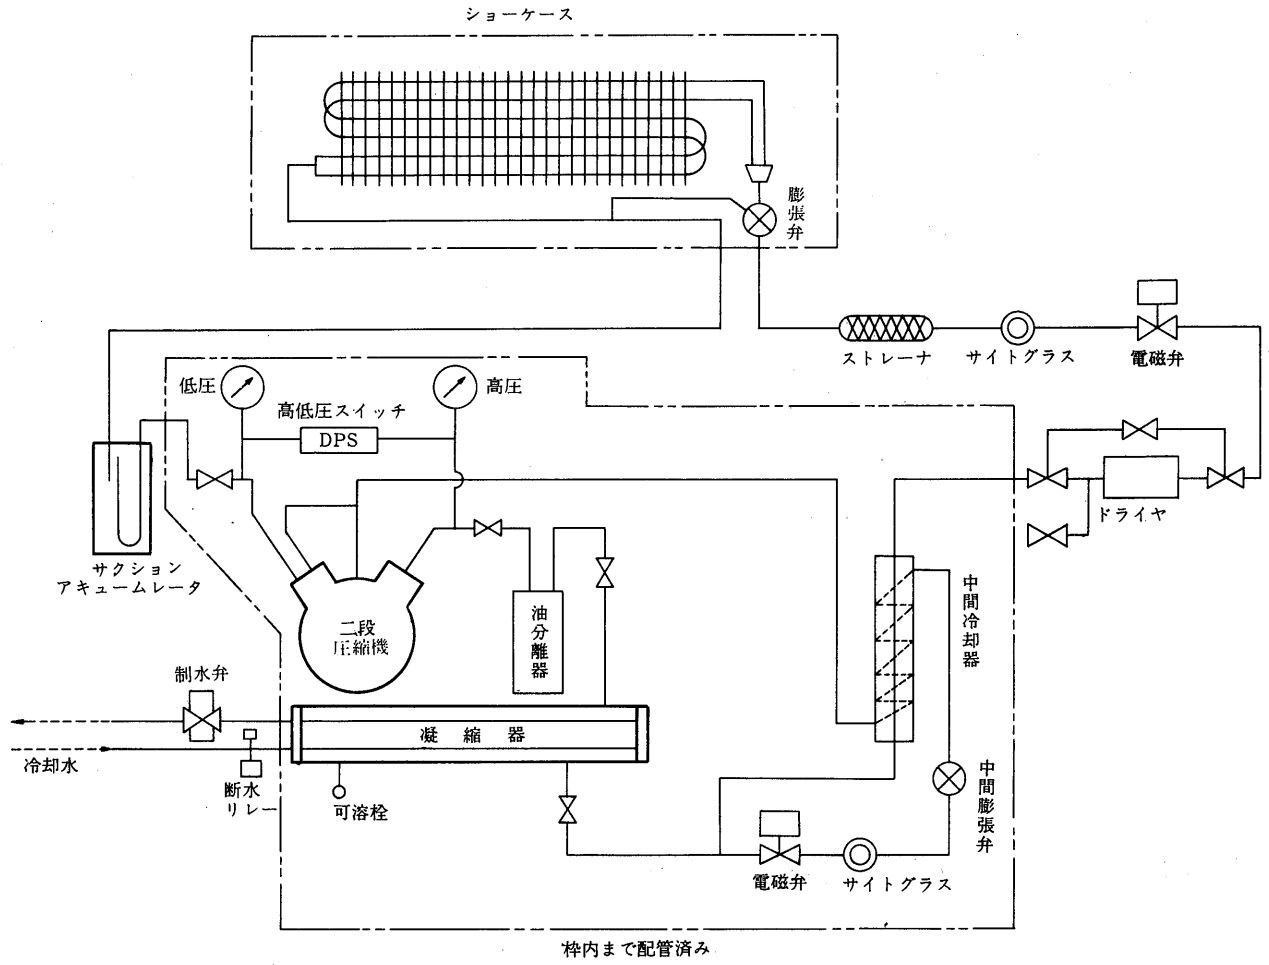 ショーケース
膨張弁
ストレーナ
サイトグラス
電磁弁
低圧
高圧
高低圧スイッチ
DPS
ドライヤ
サクション
アキュームレータ
二段
圧縮機
油分離器
中間冷却器
制水弁
凝縮器
冷却水
断水
リレー
可溶栓
中間膨張弁
電磁弁
サイトグラス
枠内まで配管済み